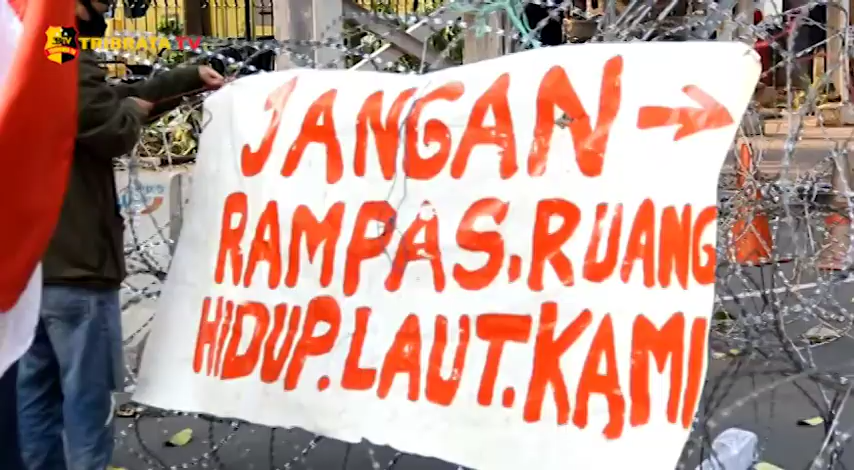 TRIBRATA TV
JANGAN →
RAMPAS. RUANG
HIDUP. LAUT. KAMI